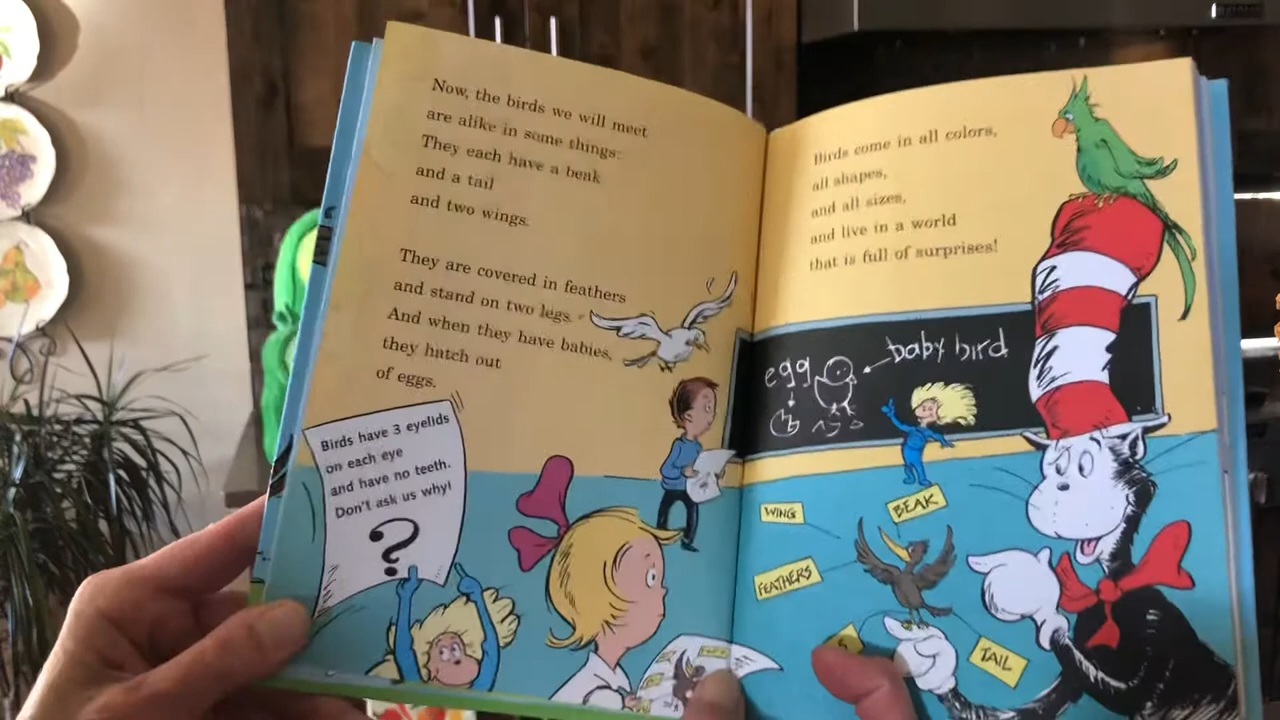 Now, the birds we will meet
are alike in some things:
They each have a beak
and a tail
and two wings.
They are covered in feathers
and stand on two legs.
And when they have babies,
they hatch out
of eggs.
Birds have 3 eyelids
on each eye
and have no teeth.
Don't ask us why!
?
Birds come in all colors,
all shapes,
and all sizes,
and live in a world
that is full of surprises!
egg
baby bird
WING
BEAK
FEATHERS
TAIL